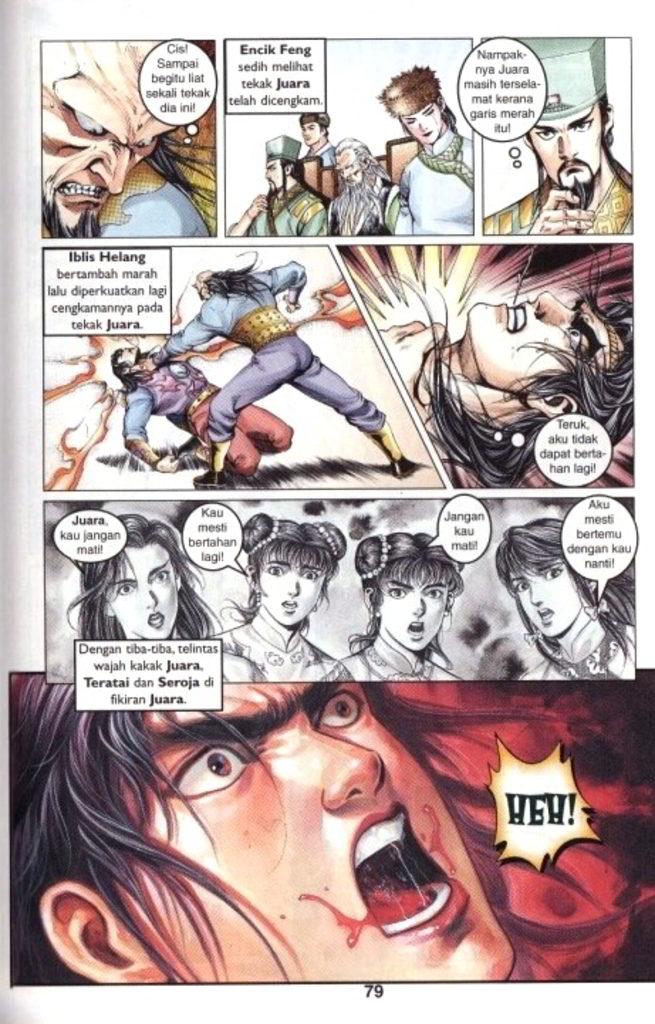 Cis!
Sampai
begitu liat
sekali tekak
dia ini!
Encik Feng
sedih melihat
tekak Juara
telah dicengkam.
Nampak-
nya Juara
masih tersela-
mat kerana
garis merah
itu!
Iblis Helang
bertambah marah
lalu diperkuatkan lagi
cengkamannya pada
tekak Juara.
Teruk,
aku tidak
dapat berta-
han lagi!
Juara,
kau jangan
mati!
Kau
mesti
bertahan
lagi!
Jangan
kau
mati!
Aku
mesti
bertemu
dengan kau
nanti!
Dengan tiba-tiba,
wajah kakak Juara,
Teratai dan Seroja di
fikiran Juara.
HEH!
79